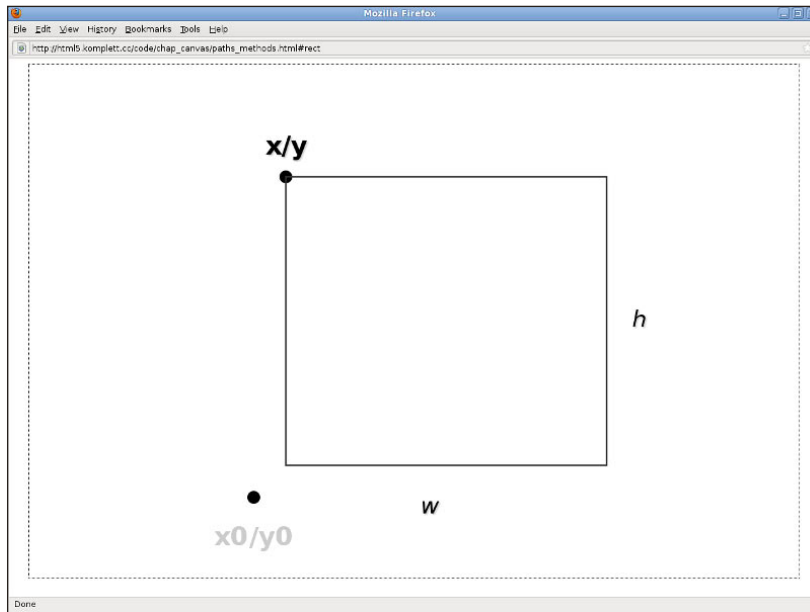 Mozilla Firefox
File Edit View History Bookmarks Tools Help
http://html5.komplett.cc/code/chap_canvas/paths_methods.html#rect
x/y
h
w
x0/y0
Done